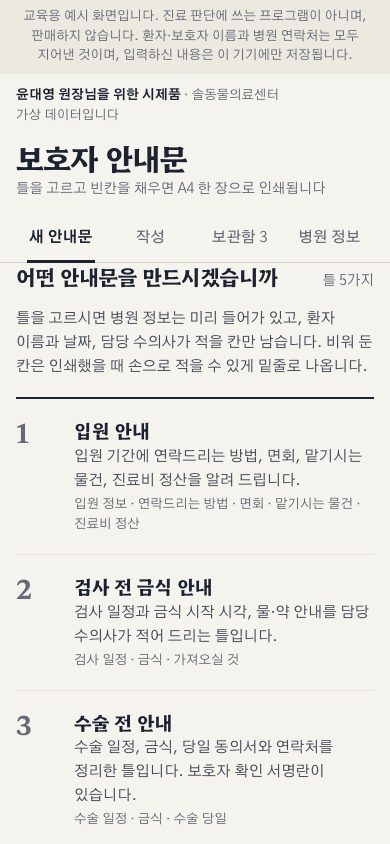 교육용 예시 화면입니다. 진료 판단에 쓰는 프로그램이 아니며,
판매하지 않습니다. 환자·보호자 이름과 병원 연락처는 모두
지어낸 것이며, 입력하신 내용은 이 기기에만 저장됩니다.
윤대영 원장님을 위한 시제품 · 솔동물의료센터
가상 데이터입니다
보호자 안내문
틀을 고르고 빈칸을 채우면 A4 한 장으로 인쇄됩니다
새 안내문 작성 보관함 3 병원 정보
어떤 안내문을 만드시겠습니까 틀 5가지
틀을 고르시면 병원 정보는 미리 들어가 있고, 환자
이름과 날짜, 담당 수의사가 적을 칸만 남습니다. 비워 둔
칸은 인쇄했을 때 손으로 적을 수 있게 밑줄로 나옵니다.
1 입원 안내
입원 기간에 연락드리는 방법, 면회, 맡기시는
물건, 진료비 정산을 알려 드립니다.
입원 정보 · 연락드리는 방법 · 면회 · 맡기시는 물건 ·
진료비 정산
2 검사 전 금식 안내
검사 일정과 금식 시작 시각, 물·약 안내를 담당
수의사가 적어 드리는 틀입니다.
검사 일정 · 금식 · 가져오실 것
3 수술 전 안내
수술 일정, 금식, 당일 동의서와 연락처를
정리한 틀입니다. 보호자 확인 서명란이
있습니다.
수술 일정 · 금식 · 수술 당일